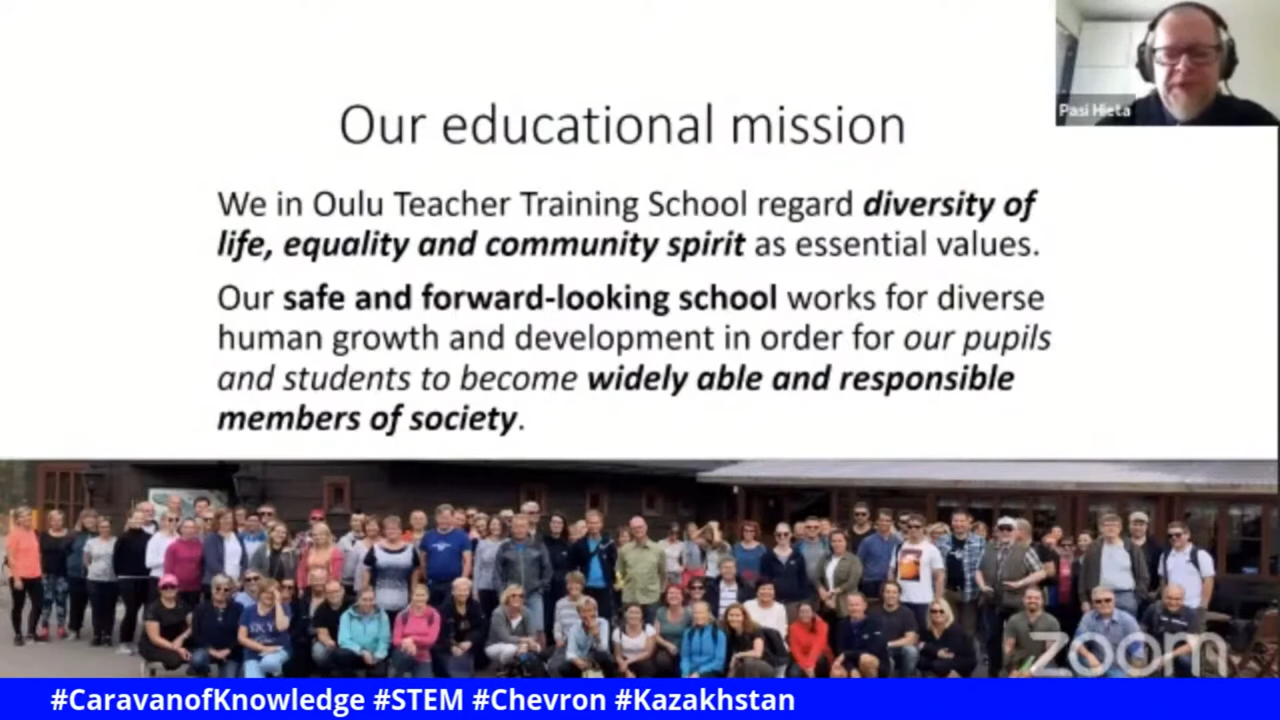 Pasi Hieta
Our educational mission
We in Oulu Teacher Training School regard diversity of
life, equality and community spirit as essential values.
Our safe and forward-looking school works for diverse
human growth and development in order for our pupils
and students to become widely able and responsible
members of society.
zoom
#CaravanofKnowledge #STEM #Chevron #Kazakhstan